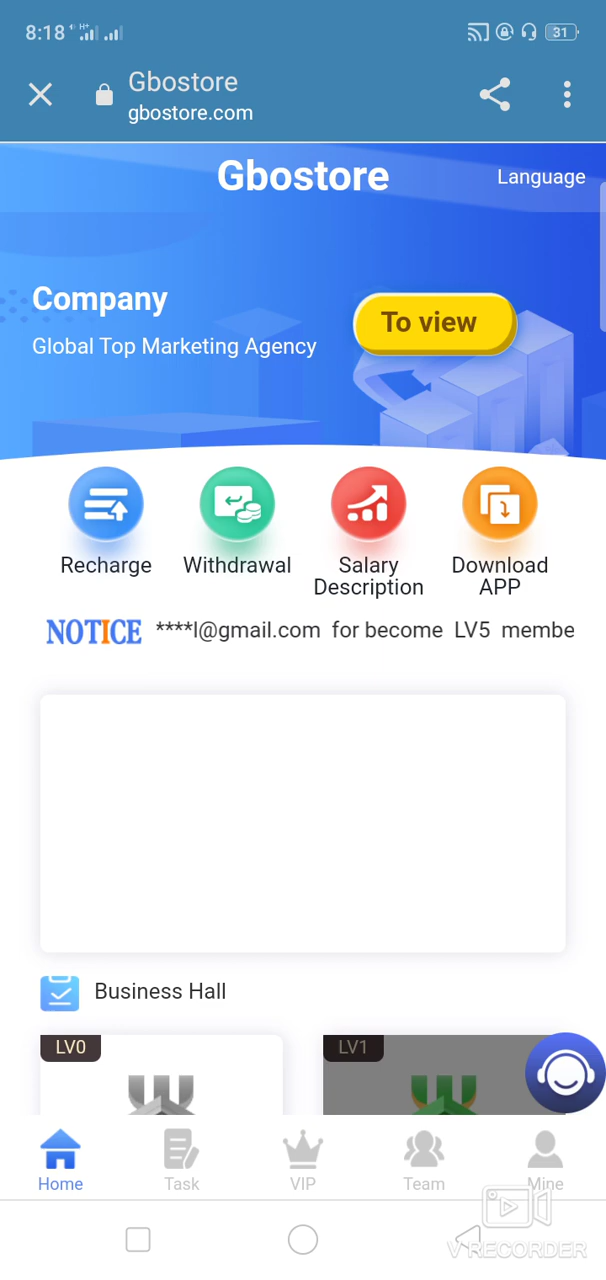 8:18 H+ 31
Gbostore
gbostore.com
Gbostore
Language
Company
Global Top Marketing Agency
To view
Recharge Withdrawal Salary Description Download APP
NOTICE ****l@gmail.com for become LV5 membe
Business Hall
LV0 LV1
Home Task VIP Team Mine
V RECORDER